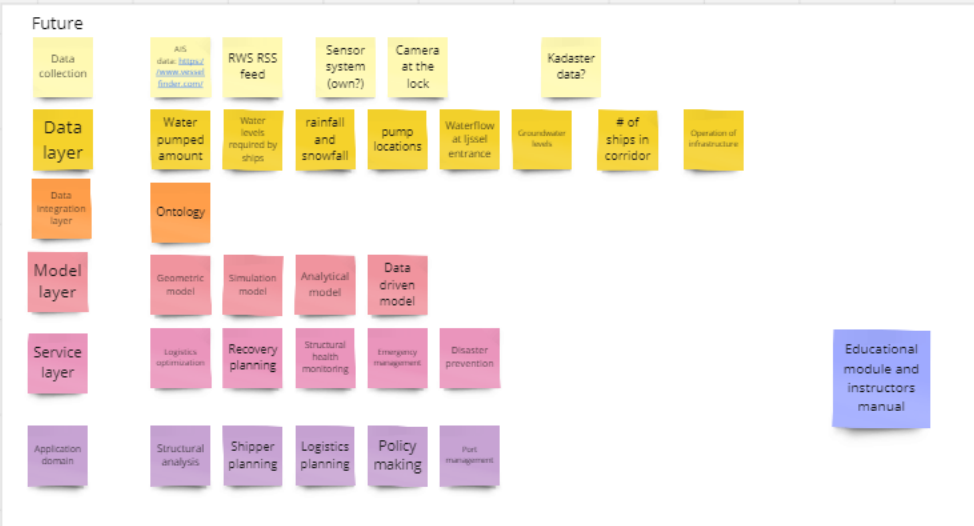 Future
Data
collection
AIS
data: https:/
/www.vessel
finder.com/
RWS RSS
feed
Sensor
system
(own?)
Camera
at the
lock
Kadaster
data?
Data
layer
Water
pumped
amount
Water
levels
required by
ships
rainfall
and
snowfall
pump
locations
Waterflow
at Ijssel
entrance
Groundwater
levels
# of
ships in
corridor
Operation of
infrastructure
Data
integration
layer
Ontology
Model
layer
Geometric
model
Simulation
model
Analytical
model
Data
driven
model
Service
layer
Logistics
optimization
Recovery
planning
Structural
health
monitoring
Emergency
management
Disaster
prevention
Educational
module and
instructors
manual
Application
domain
Structural
analysis
Shipper
planning
Logistics
planning
Policy
making
Port
management